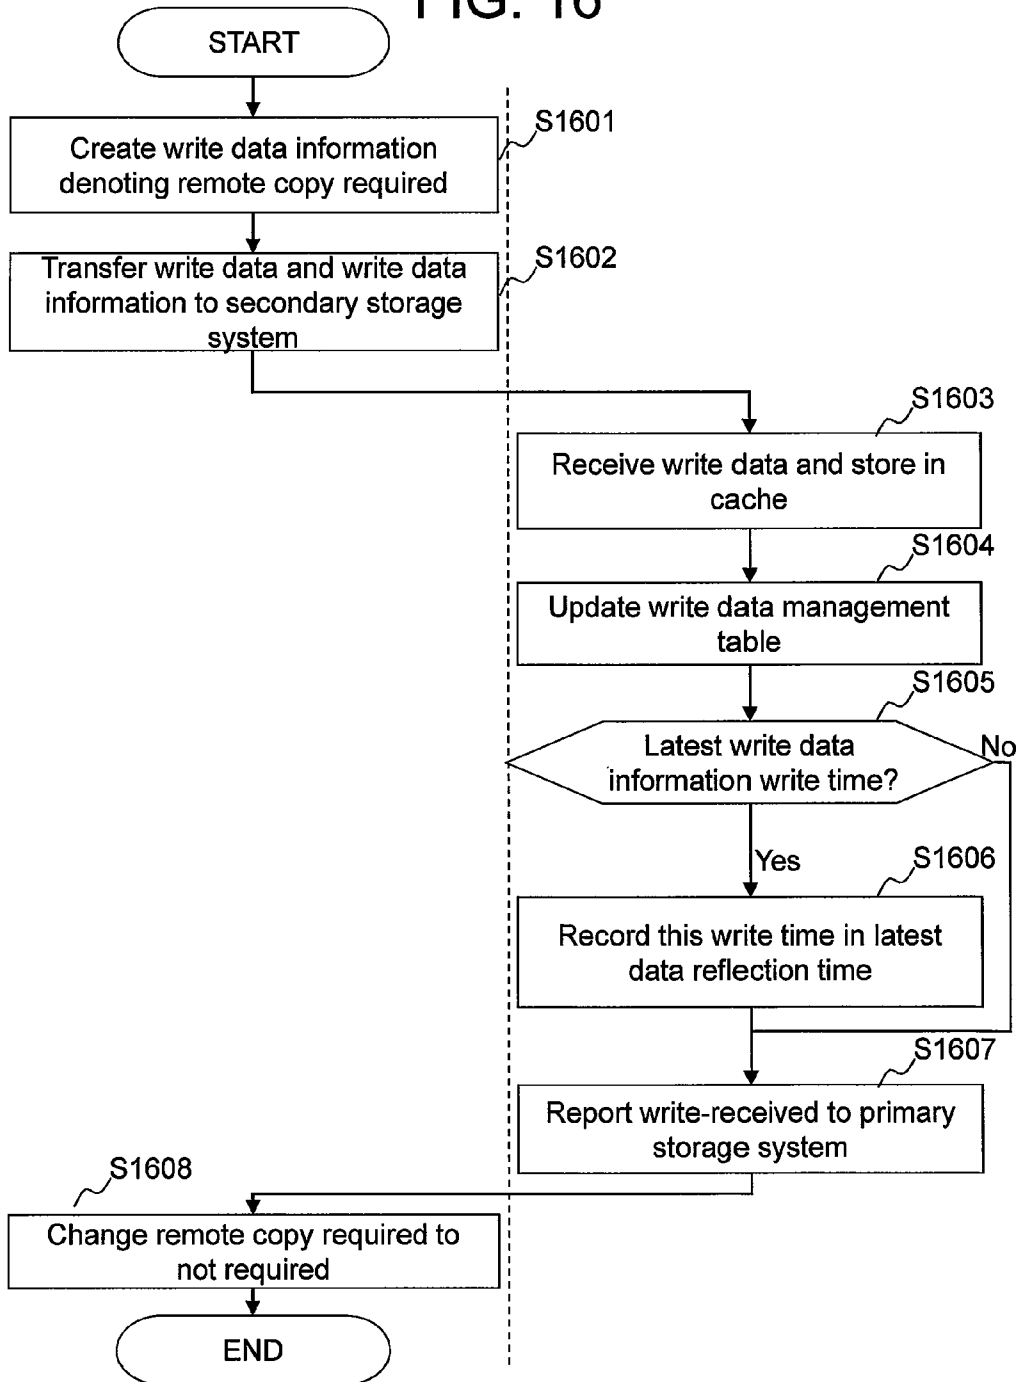 FIG. 16
START
S1601
Create write data information
denoting remote copy required
S1602
Transfer write data and write data
information to secondary storage
system
S1603
Receive write data and store in
cache
S1604
Update write data management
table
S1605
Latest write data
information write time?
No
Yes
S1606
Record this write time in latest
data reflection time
S1607
Report write-received to primary
storage system
S1608
Change remote copy required to
not required
END